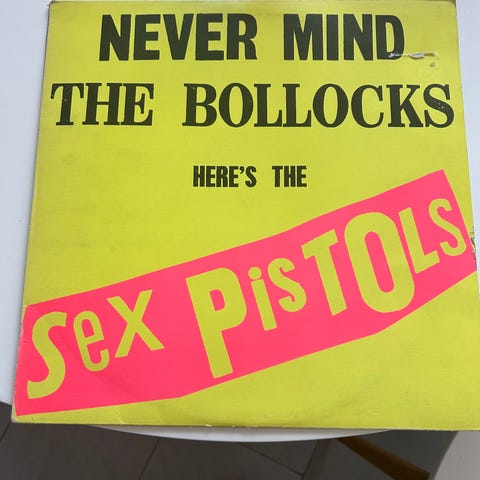 NEVER MIND
THE BOLLOCKS
HERE'S THE
Sex PisTOLs